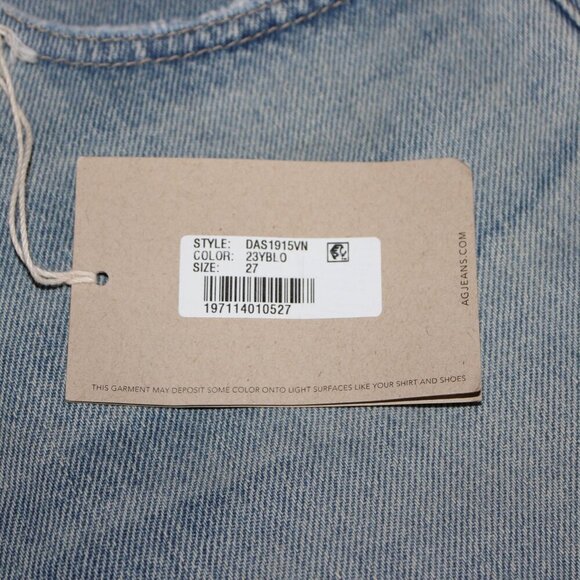 STYLE: DAS1915VN
COLOR: 23YBLO
SIZE: 27
197114010527
AGJEANS.COM
THIS GARMENT MAY DEPOSIT SOME COLOR ONTO LIGHT SURFACES LIKE YOUR SHIRT AND SHOES